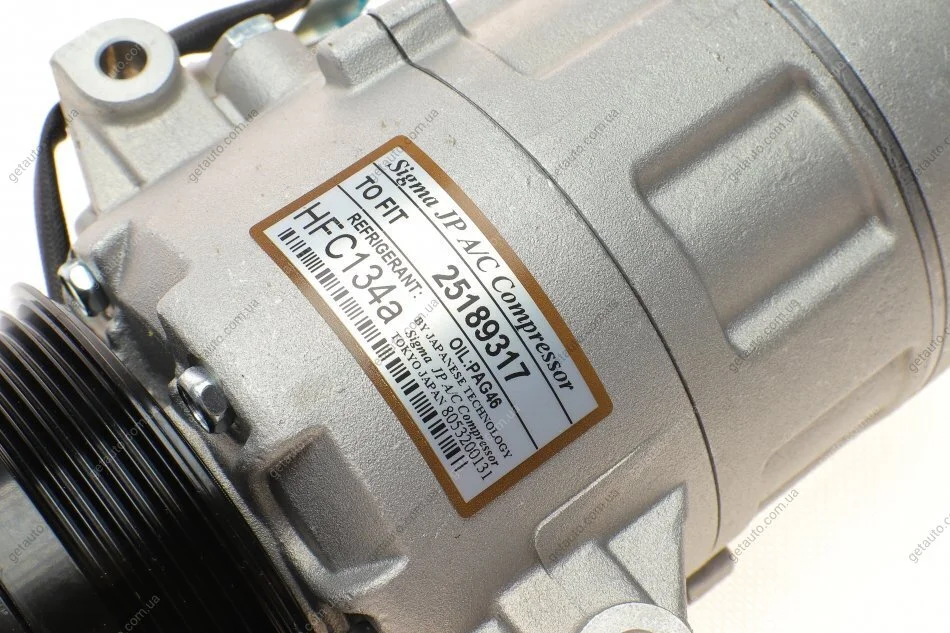 Sigma JP A/C Compressor
TO FIT 25189317
REFRIGERANT: OIL:PAG46
HFC134a
BY JAPANESE TECHNOLOGY
Sigma JP A/C Compressor
TOKYO JAPAN 8053200131
getauto.com.ua